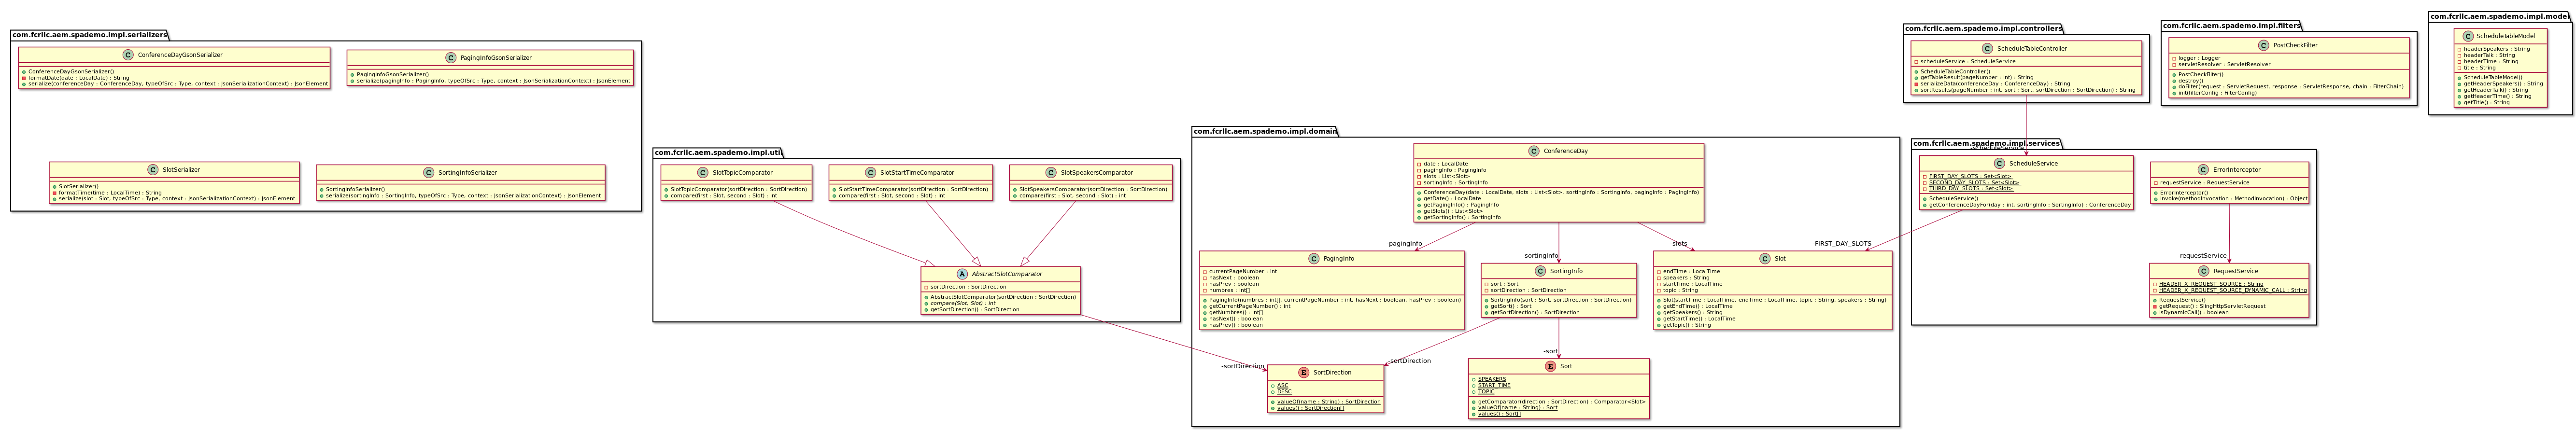 com.fcrllc.aem.spademo.impl.serializers
ConferenceDayGsonSerializer
ConferenceDayGsonSerializer()
formatDate(date : LocalDate) : String
serialize(conferenceDay : ConferenceDay, typeOfSrc : Type, context : JsonSerializationContext) : JsonElement
PagingInfoGsonSerializer
PagingInfoGsonSerializer()
serialize(pagingInfo : PagingInfo, typeOfSrc : Type, context : JsonSerializationContext) : JsonElement
SlotSerializer
SlotSerializer()
formatTime(time : LocalTime) : String
serialize(slot : Slot, typeOfSrc : Type, context : JsonSerializationContext) : JsonElement
SortingInfoSerializer
SortingInfoSerializer()
serialize(sortingInfo : SortingInfo, typeOfSrc : Type, context : JsonSerializationContext) : JsonElement
com.fcrllc.aem.spademo.impl.util
SlotTopicComparator
SlotTopicComparator(sortDirection : SortDirection)
compare(first : Slot, second : Slot) : int
SlotStartTimeComparator
SlotStartTimeComparator(sortDirection : SortDirection)
compare(first : Slot, second : Slot) : int
SlotSpeakersComparator
SlotSpeakersComparator(sortDirection : SortDirection)
compare(first : Slot, second : Slot) : int
AbstractSlotComparator
sortDirection : SortDirection
AbstractSlotComparator(sortDirection : SortDirection)
compare(Slot, Slot) : int
getSortDirection() : SortDirection
com.fcrllc.aem.spademo.impl.domain
ConferenceDay
date : LocalDate
pagingInfo : PagingInfo
slots : List<Slot>
sortingInfo : SortingInfo
ConferenceDay(date : LocalDate, slots : List<Slot>, sortingInfo : SortingInfo, pagingInfo : PagingInfo)
getDate() : LocalDate
getPagingInfo() : PagingInfo
getSlots() : List<Slot>
getSortingInfo() : SortingInfo
-pagingInfo
-sortingInfo
-slots
-FIRST_DAY_SLOTS
PagingInfo
currentPageNumber : int
hasNext : boolean
hasPrev : boolean
numbres : int[]
PagingInfo(numbres : int[], currentPageNumber : int, hasNext : boolean, hasPrev : boolean)
getCurrentPageNumber() : int
getNumbres() : int[]
hasNext() : boolean
hasPrev() : boolean
SortingInfo
sort : Sort
sortDirection : SortDirection
SortingInfo(sort : Sort, sortDirection : SortDirection)
getSort() : Sort
getSortDirection() : SortDirection
Slot
endTime : LocalTime
speakers : String
startTime : LocalTime
topic : String
Slot(startTime : LocalTime, endTime : LocalTime, topic : String, speakers : String)
getEndTime() : LocalTime
getSpeakers() : String
getStartTime() : LocalTime
getTopic() : String
-sortDirection
-sortDirection
-sort
SortDirection
ASC
DESC
valueOf(name : String) : SortDirection
values() : SortDirection[]
Sort
SPEAKERS
START_TIME
TOPIC
getComparator(direction : SortDirection) : Comparator<Slot>
valueOf(name : String) : Sort
values() : Sort[]
com.fcrllc.aem.spademo.impl.controllers
ScheduleTableController
scheduleService : ScheduleService
ScheduleTableController()
getTableResult(pageNumber : int) : String
serializeData(conferenceDay : ConferenceDay) : String
sortResults(pageNumber : int, sort : Sort, sortDirection : SortDirection) : String
com.fcrllc.aem.spademo.impl.services
-scheduleService
ScheduleService
FIRST_DAY_SLOTS : Set<Slot>
SECOND_DAY_SLOTS : Set<Slot>
THIRD_DAY_SLOTS : Set<Slot>
ScheduleService()
getConferenceDayFor(day : int, sortingInfo : SortingInfo) : ConferenceDay
ErrorInterceptor
requestService : RequestService
ErrorInterceptor()
invoke(methodInvocation : MethodInvocation) : Object
-requestService
RequestService
HEADER_X_REQUEST_SOURCE : String
HEADER_X_REQUEST_SOURCE_DYNAMIC_CALL : String
RequestService()
getRequest() : SlingHttpServletRequest
isDynamicCall() : boolean
com.fcrllc.aem.spademo.impl.filters
PostCheckFilter
logger : Logger
servletResolver : ServletResolver
PostCheckFilter()
destroy()
doFilter(request : ServletRequest, response : ServletResponse, chain : FilterChain)
init(filterConfig : FilterConfig)
com.fcrllc.aem.spademo.impl.model
ScheduleTableModel
headerSpeakers : String
headerTalk : String
headerTime : String
title : String
ScheduleTableModel()
getHeaderSpeakers() : String
getHeaderTalk() : String
getHeaderTime() : String
getTitle() : String